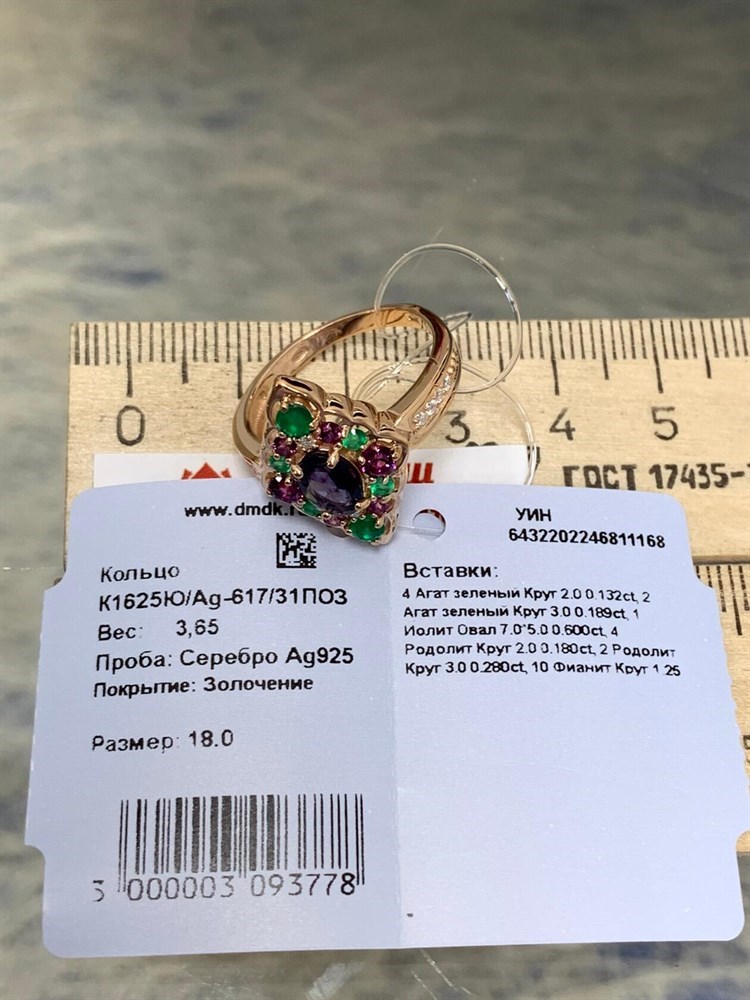 0 3 4 5
ГОСТ 17435-
www.dmdk.
УИН
6432202246811168
Кольцо
К1625Ю/Ag-617/31ПОЗ
Вес: 3,65
Проба: Серебро Ag925
Покрытие: Золочение
Размер: 18.0
Вставки:
4 Агат зеленый Круг 2.0 0.132ct, 2
Агат зеленый Круг 3.0 0.189ct, 1
Иолит Овал 7.0*5.0 0.600ct, 4
Родолит Круг 2.0 0.180ct, 2 Родолит
Круг 3.0 0.280ct, 10 Фианит Круг 1.25
3 000003 093778